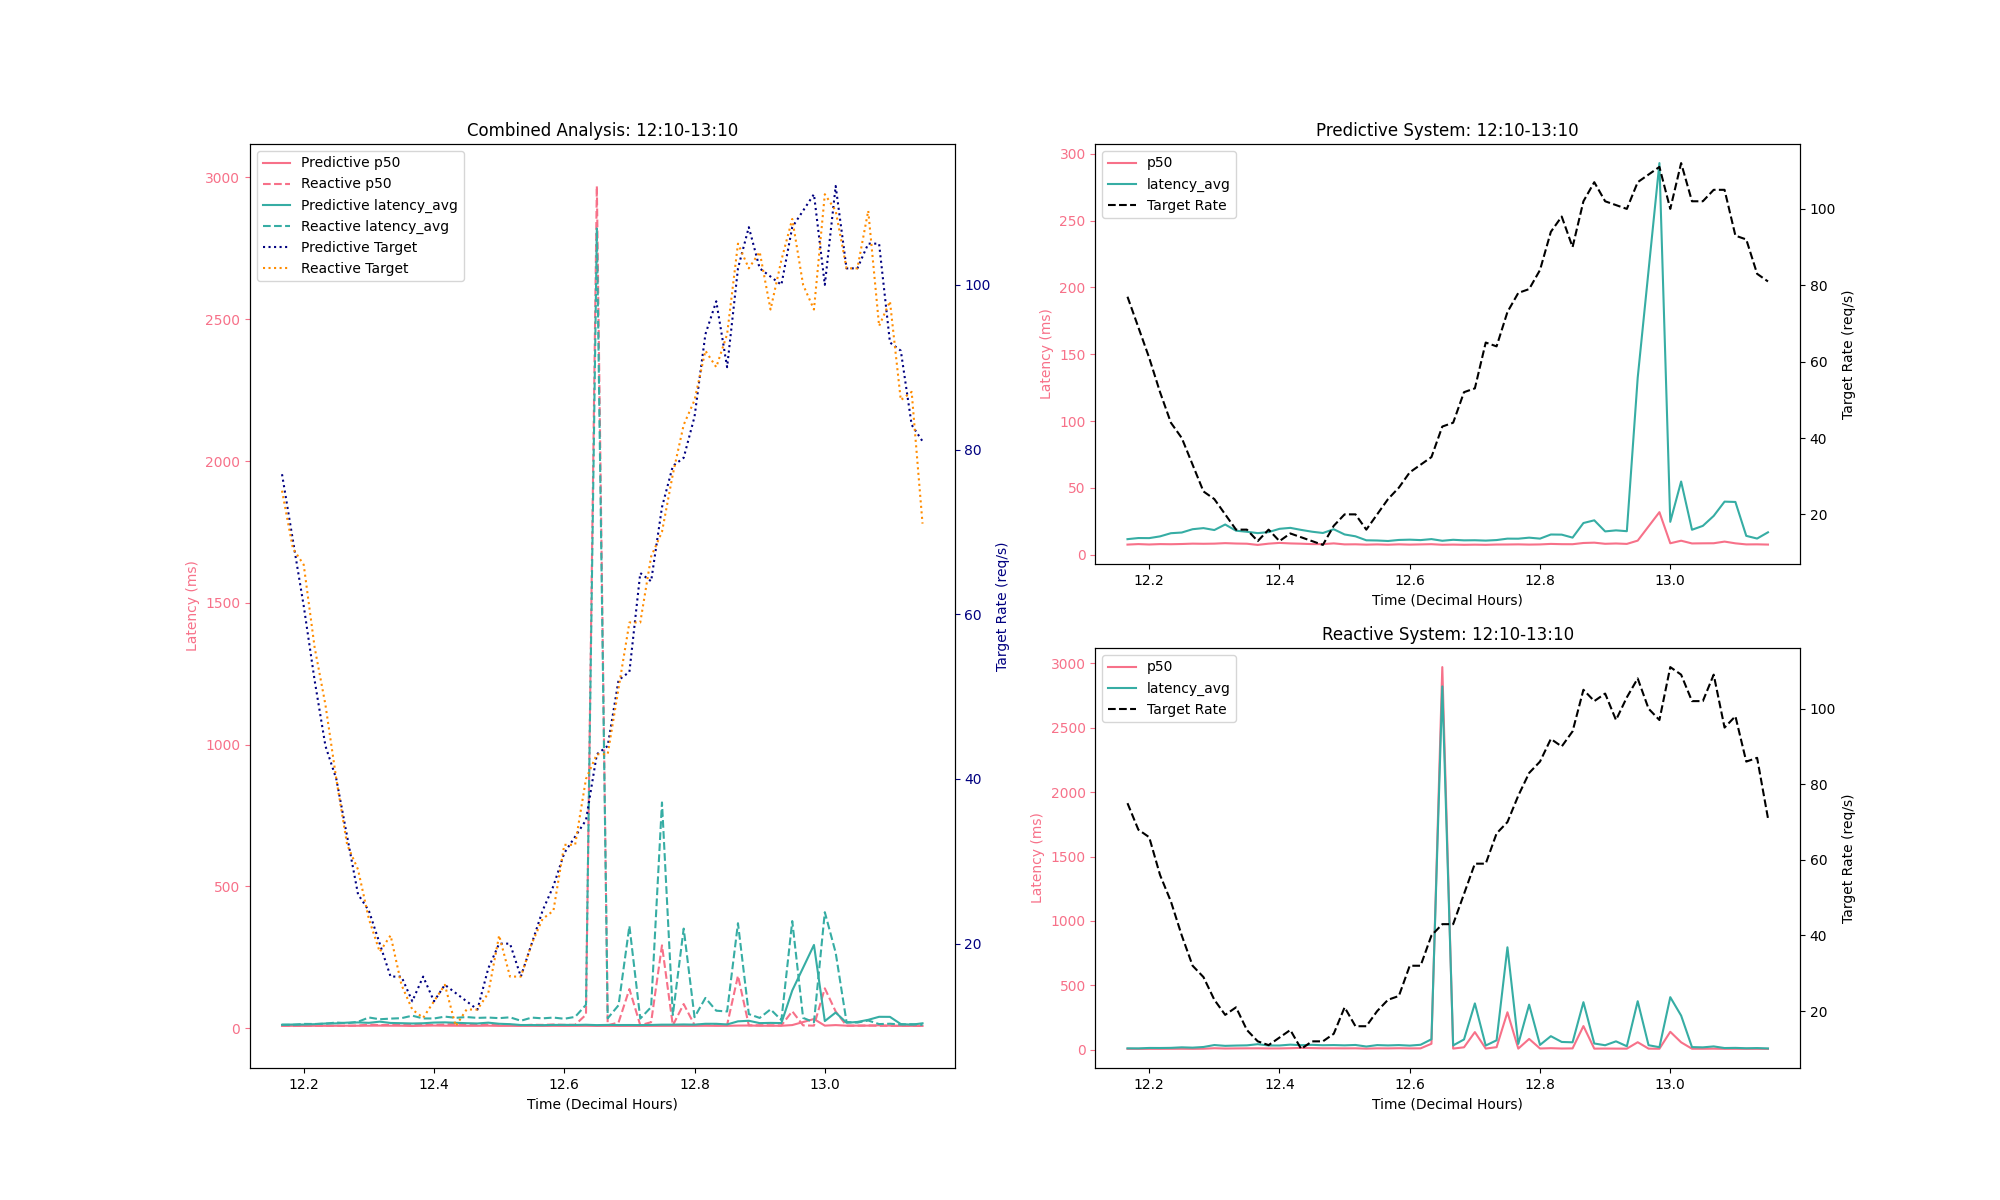 Combined Analysis: 12:10-13:10
Predictive p50
Reactive p50
Predictive latency_avg
Reactive latency_avg
Predictive Target
Reactive Target
Latency (ms)
3000
2500
2000
1500
1000
500
0
100
80
60
40
20
Target Rate (req/s)
12.2 12.4 12.6 12.8 13.0
Time (Decimal Hours)
Predictive System: 12:10-13:10
p50
latency_avg
Target Rate
Latency (ms)
300
250
200
150
100
50
0
100
80
60
40
20
Target Rate (req/s)
12.2 12.4 12.6 12.8 13.0
Time (Decimal Hours)
Reactive System: 12:10-13:10
p50
latency_avg
Target Rate
Latency (ms)
3000
2500
2000
1500
1000
500
0
100
80
60
40
20
Target Rate (req/s)
12.2 12.4 12.6 12.8 13.0
Time (Decimal Hours)